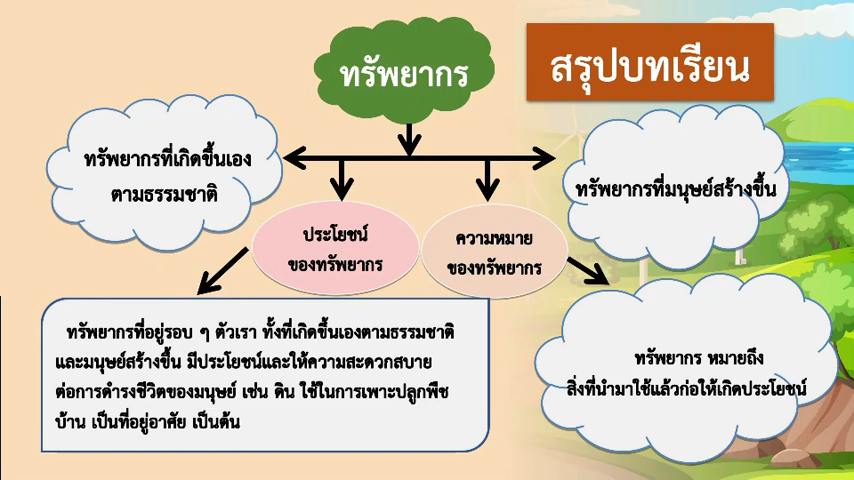 ทรัพยากร
สรุปบทเรียน
ทรัพยากรที่เกิดขึ้นเอง
ตามธรรมชาติ
ทรัพยากรที่มนุษย์สร้างขึ้น
ประโยชน์
ของทรัพยากร
ความหมาย
ของทรัพยากร
ทรัพยากรที่อยู่รอบ ๆ ตัวเรา ทั้งที่เกิดขึ้นเองตามธรรมชาติ
และมนุษย์สร้างขึ้น มีประโยชน์และให้ความสะดวกสบาย
ต่อการดำรงชีวิตของมนุษย์ เช่น ดิน ใช้ในการเพาะปลูกพืช
บ้าน เป็นที่อยู่อาศัย เป็นต้น
ทรัพยากร หมายถึง
สิ่งที่นำมาใช้แล้วก่อให้เกิดประโยชน์